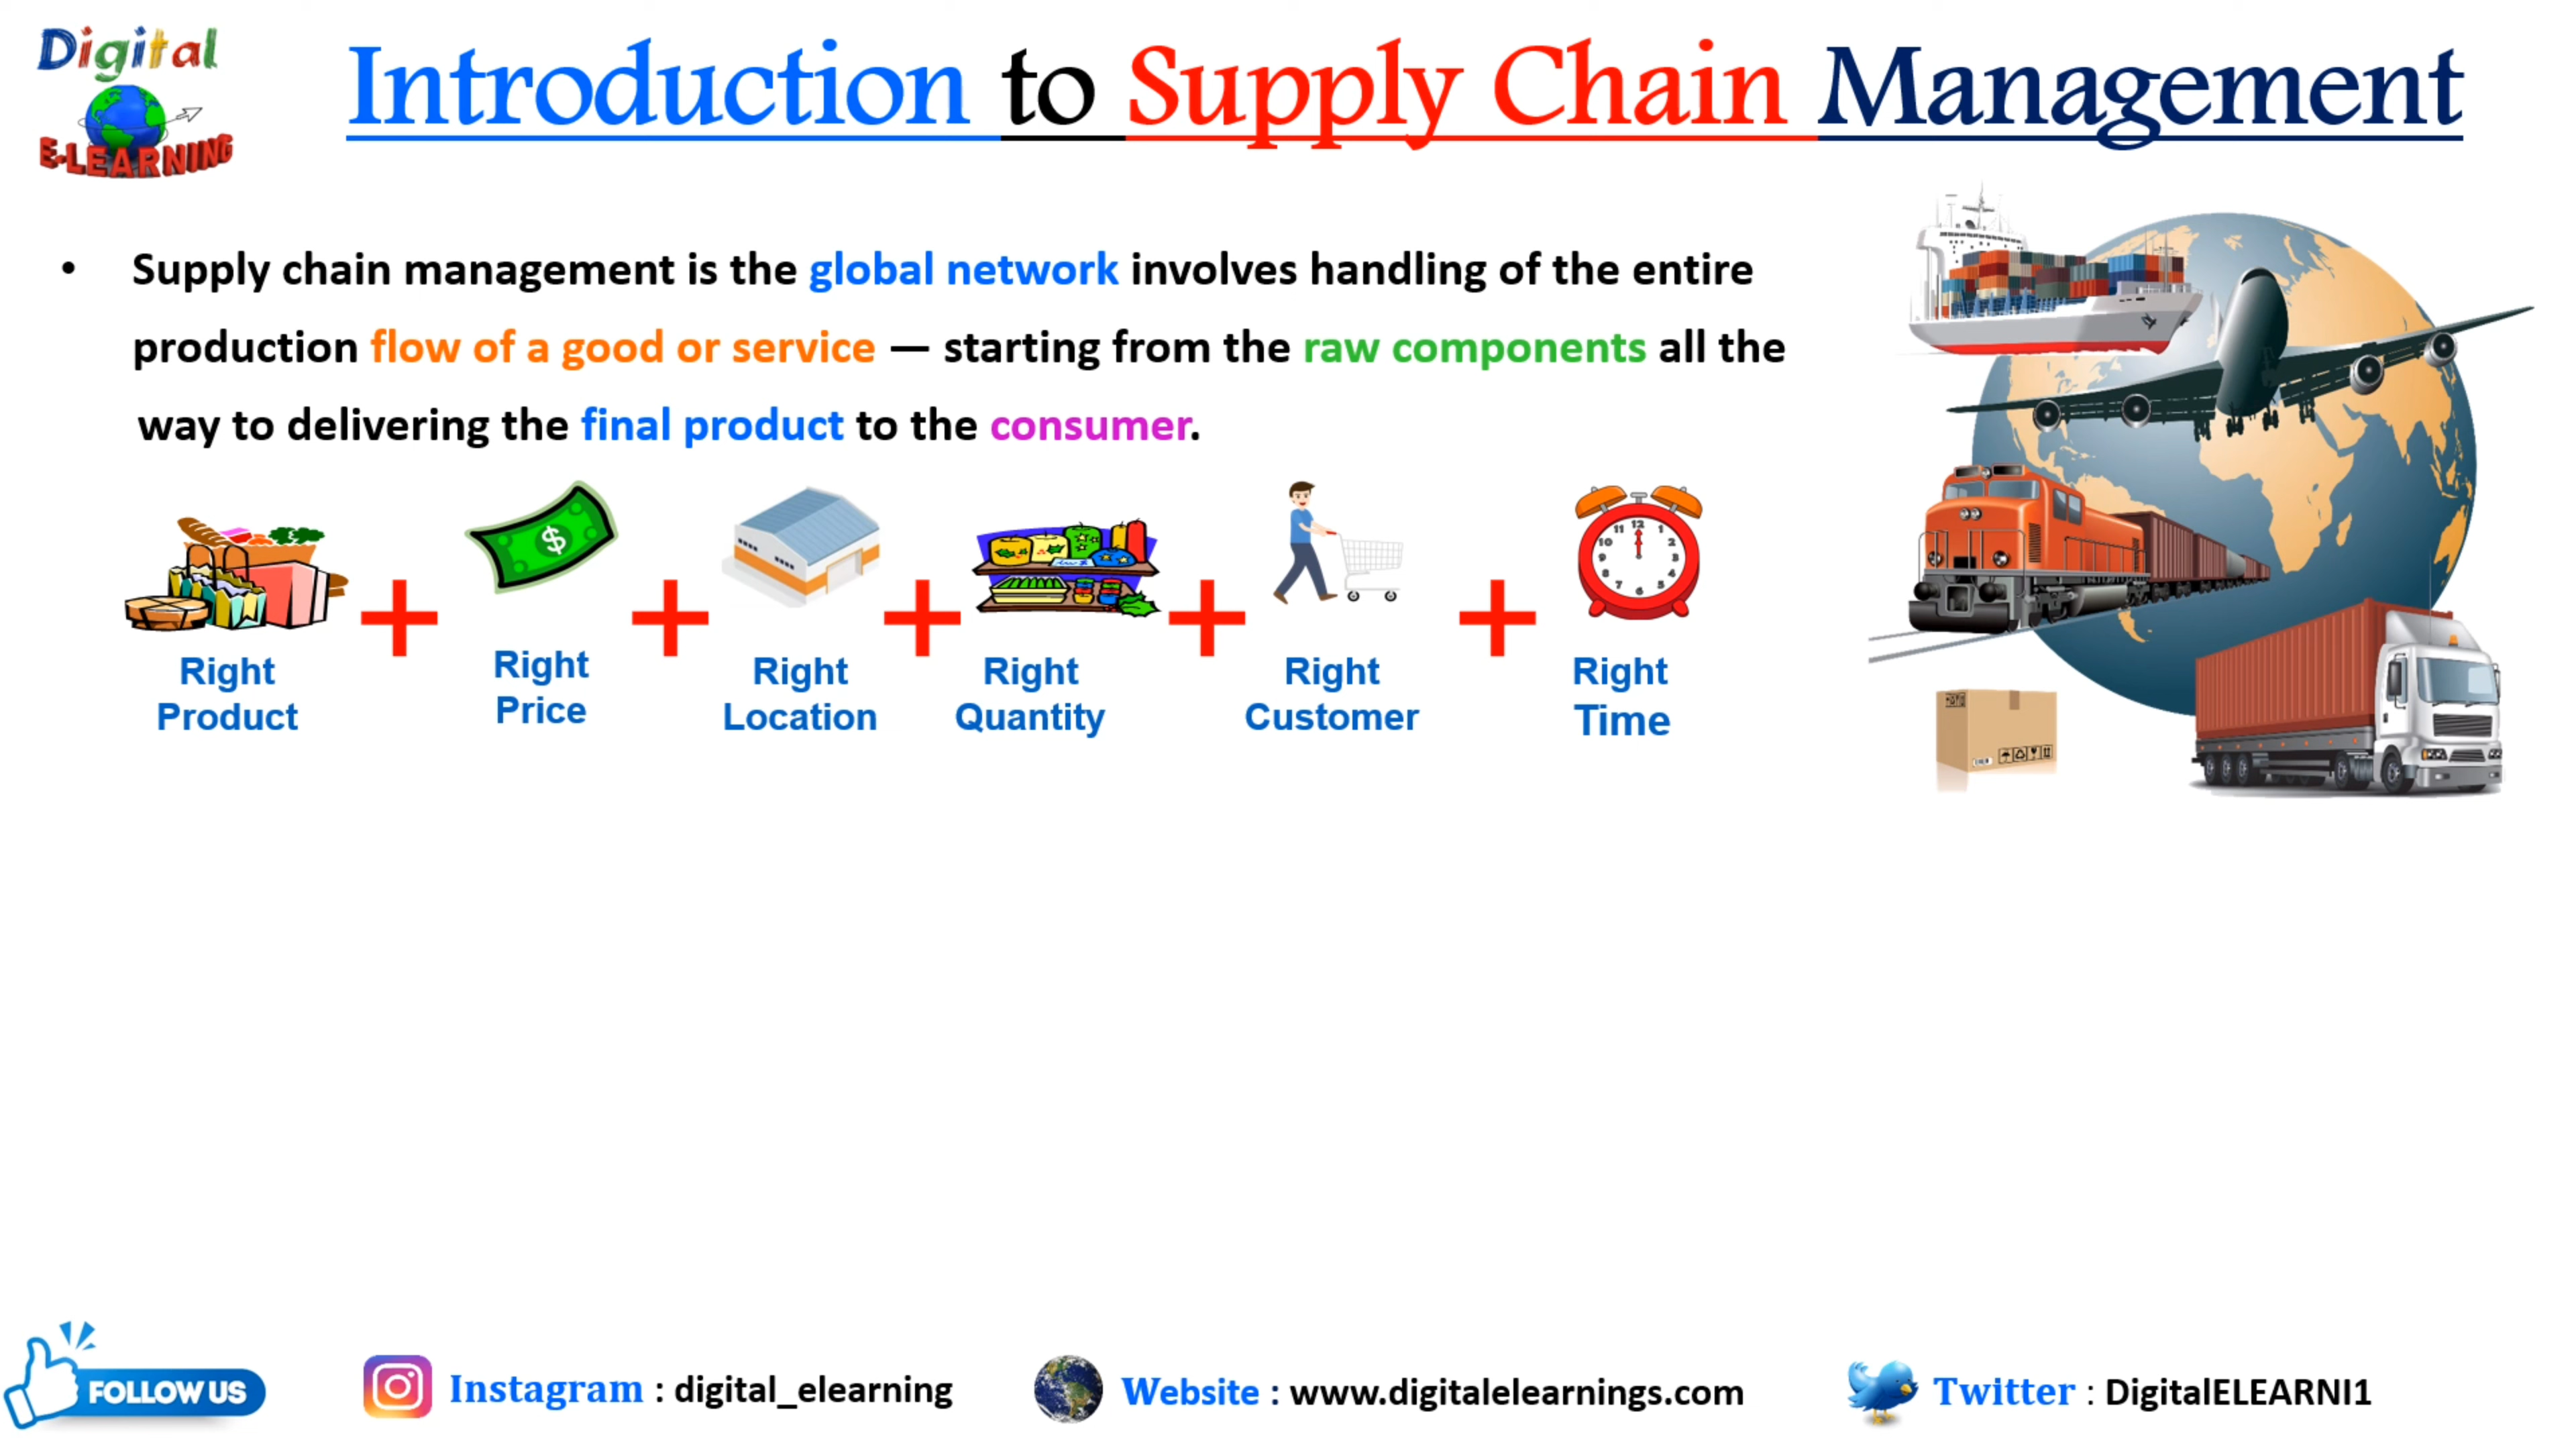 Digital
E-LEARNING
Introduction to Supply Chain Management
• Supply chain management is the global network involves handling of the entire
production flow of a good or service — starting from the raw components all the
way to delivering the final product to the consumer.
Right Product
Right Price
Right Location
Right Quantity
Right Customer
Right Time
FOLLOW US
Instagram : digital_elearning
Website : www.digitalelearnings.com
Twitter : DigitalELEARNI1